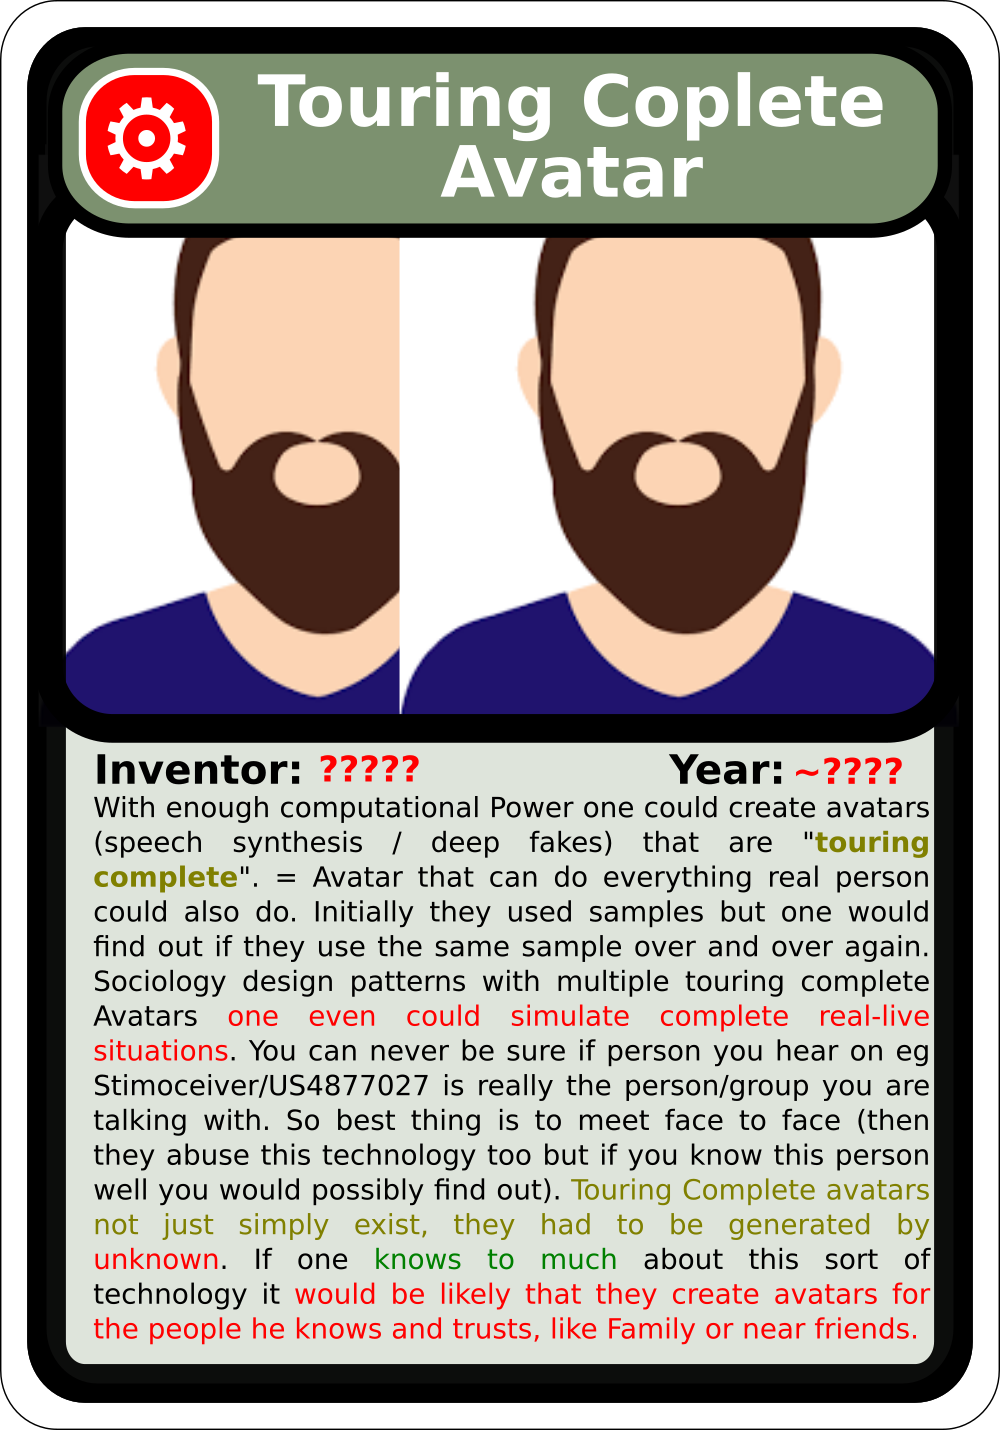 Touring Coplete
Avatar
Inventor: ?????
Year: ~????
With enough computational Power one could create avatars
(speech synthesis / deep fakes) that are "touring
complete". = Avatar that can do everything real person
could also do. Initially they used samples but one would
find out if they use the same sample over and over again.
Sociology design patterns with multiple touring complete
Avatars one even could simulate complete real-live
situations. You can never be sure if person you hear on eg
Stimoceiver/US4877027 is really the person/group you are
talking with. So best thing is to meet face to face (then
they abuse this technology too but if you know this person
well you would possibly find out). Touring Complete avatars
not just simply exist, they had to be generated by
unknown. If one knows to much about this sort of
technology it would be likely that they create avatars for
the people he knows and trusts, like Family or near friends.